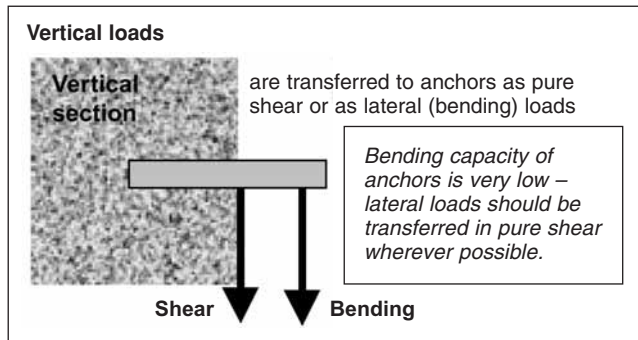 Vertical loads
Vertical
section
are transferred to anchors as pure
shear or as lateral (bending) loads
Bending capacity of
anchors is very low –
lateral loads should be
transferred in pure shear
wherever possible.
Shear
Bending